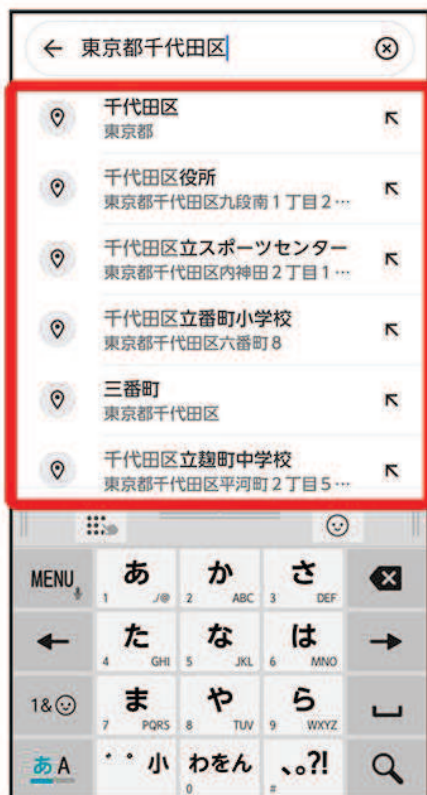 東京都千代田区
千代田区
東京都
千代田区役所
東京都千代田区九段南1丁目2…
千代田区立スポーツセンター
東京都千代田区内神田2丁目1…
千代田区立番町小学校
東京都千代田区六番町8
三番町
東京都千代田区
千代田区立麹町中学校
東京都千代田区平河町2丁目5…
MENU あ か さ
1 ./@ 2 ABC 3 DEF
た な は
4 GHI 5 JKL 6 MNO
1& ま や ら
7 PQRS 8 TUV 9 WXYZ
あA ゛゜小 わをん 、。?!
0 #